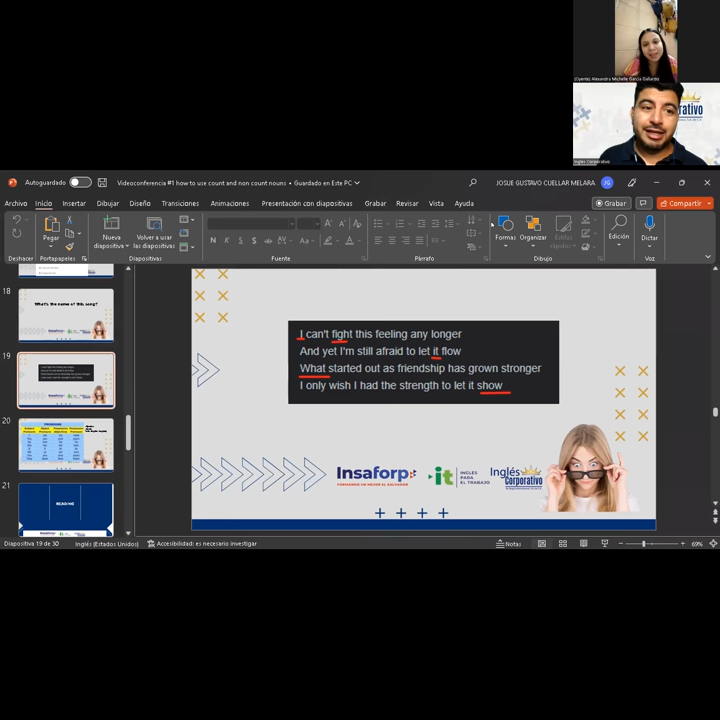 (Oyente) Alexandra Michelle Garcia Gallardo
rativo
Inglés Corporativo
Autoguardado
Videoconferencia #1 how to use count and non count nouns • Guardado en Este PC
JOSUE GUSTAVO CUELLAR MELARA
JG
Archivo Inicio Insertar Dibujar Diseño Transiciones Animaciones Presentación con diapositivas Grabar Revisar Vista Ayuda
Grabar
Compartir
Pegar
Nueva diapositiva
Volver a usar las diapositivas
Formas
Organizar
Estilos rápidos
Edición
Dictar
Deshacer Portapapeles Diapositivas Fuente Párrafo Dibujo Voz
18
What's the name of this song?
19
20
PRONOUNS
21
READING
I can't fight this feeling any longer
And yet I'm still afraid to let it flow
What started out as friendship has grown stronger
I only wish I had the strength to let it show
Insaforp
FORMANDO UN MEJOR EL SALVADOR
it
INGLES PARA EL TRABAJO
Inglés Corporativo
Diapositiva 19 de 30
Inglés (Estados Unidos)
Accesibilidad: es necesario investigar
Notas
69%